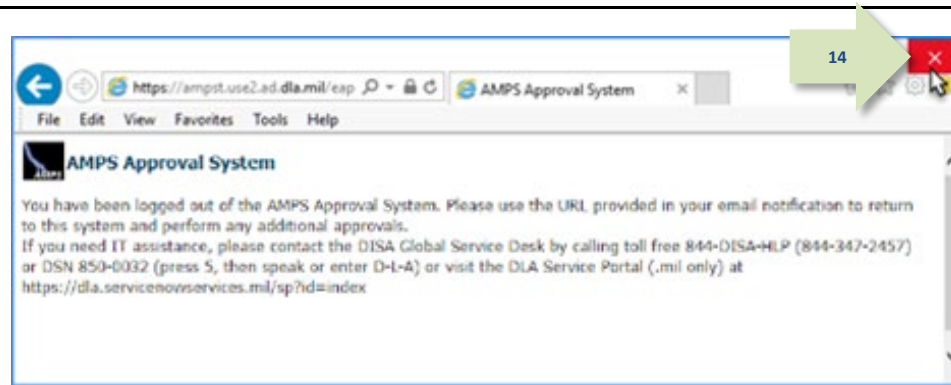 14
https://ampst.use2.ad.dla.mil/eap
AMPS Approval System
File Edit View Favorites Tools Help
AMPS Approval System
You have been logged out of the AMPS Approval System. Please use the URL provided in your email notification to return
to this system and perform any additional approvals.
If you need IT assistance, please contact the DISA Global Service Desk by calling toll free 844-DISA-HLP (844-347-2457)
or DSN 850-0032 (press 5, then speak or enter D-L-A) or visit the DLA Service Portal (.mil only) at
https://dla.servicenowservices.mil/sp?id=index